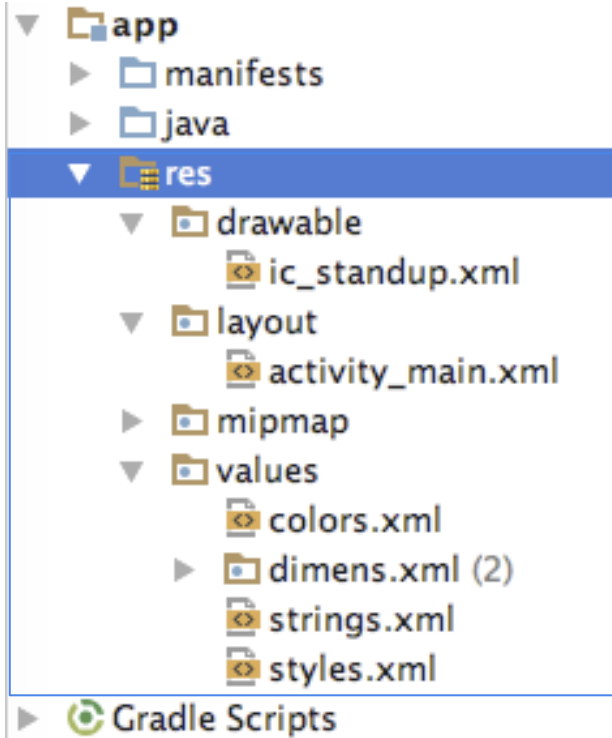 app
manifests
java
res
drawable
ic_standup.xml
layout
activity_main.xml
mipmap
values
colors.xml
dimens.xml (2)
strings.xml
styles.xml
Gradle Scripts